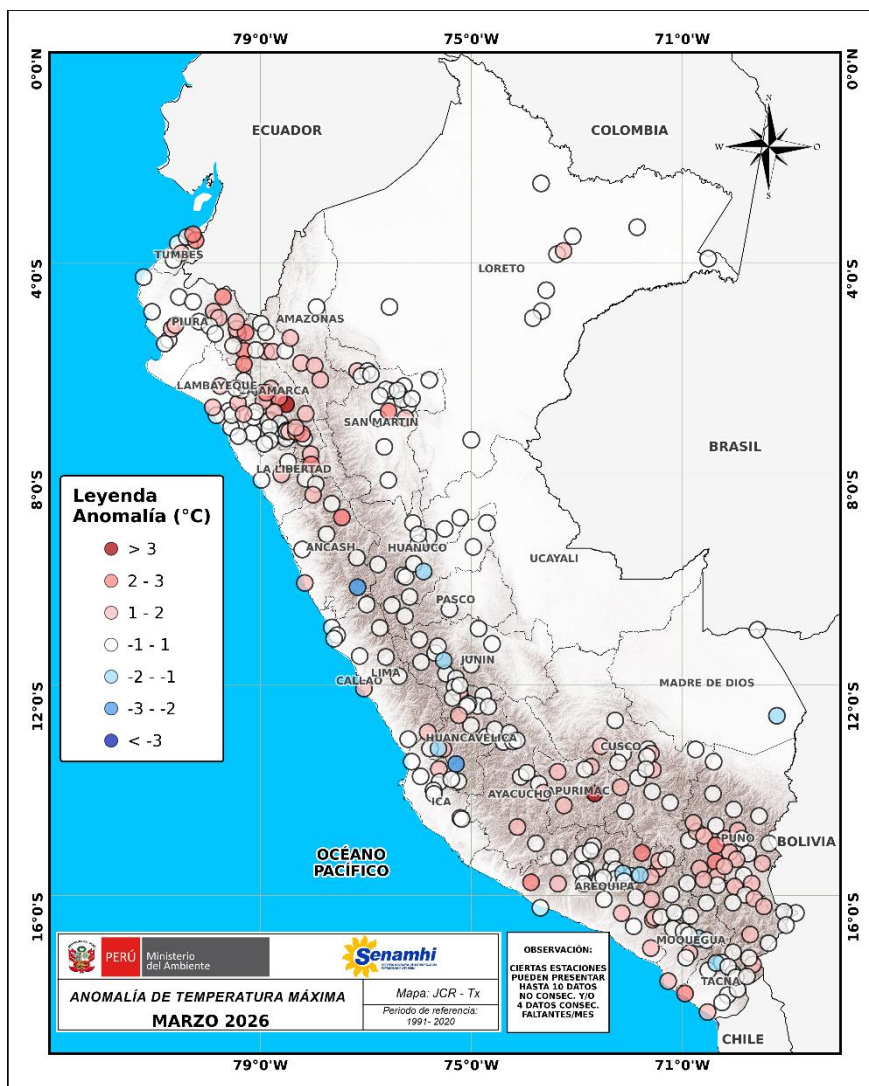 79°0'W 75°0'W 71°0'W
0°0'N
0°0'N
ECUADOR
COLOMBIA
N
W
O
S
TUMBES
LORETO
4°0'S
4°0'S
AMAZONAS
PIURA
LAMBAYEQUE
SAN MARTIN
BRASIL
LA LIBERTAD
8°0'S
8°0'S
Leyenda
Anomalía (°C)
> 3
2 - 3
1 - 2
-1 - 1
-2 - -1
-3 - -2
< -3
ANCASH
HUANUCO
UCAYALI
PASCO
JUNIN
LIMA
CALLAO
MADRE DE DIOS
12°0'S
12°0'S
HUANCAVELICA
CUSCO
ICA
AYACUCHO
APURIMAC
PUNO
BOLIVIA
OCÉANO
PACÍFICO
AREQUIPA
16°0'S
16°0'S
MOQUEGUA
TACNA
CHILE
PERÚ
Ministerio
del Ambiente
Senamhi
ANOMALÍA DE TEMPERATURA MÁXIMA
MARZO 2026
Mapa: JCR - Tx
Periodo de referencia:
1991- 2020
OBSERVACIÓN:
CIERTAS ESTACIONES
PUEDEN PRESENTAR
HASTA 10 DATOS
NO CONSEC. Y/O
4 DATOS CONSEC.
FALTANTES/MES
79°0'W 75°0'W 71°0'W